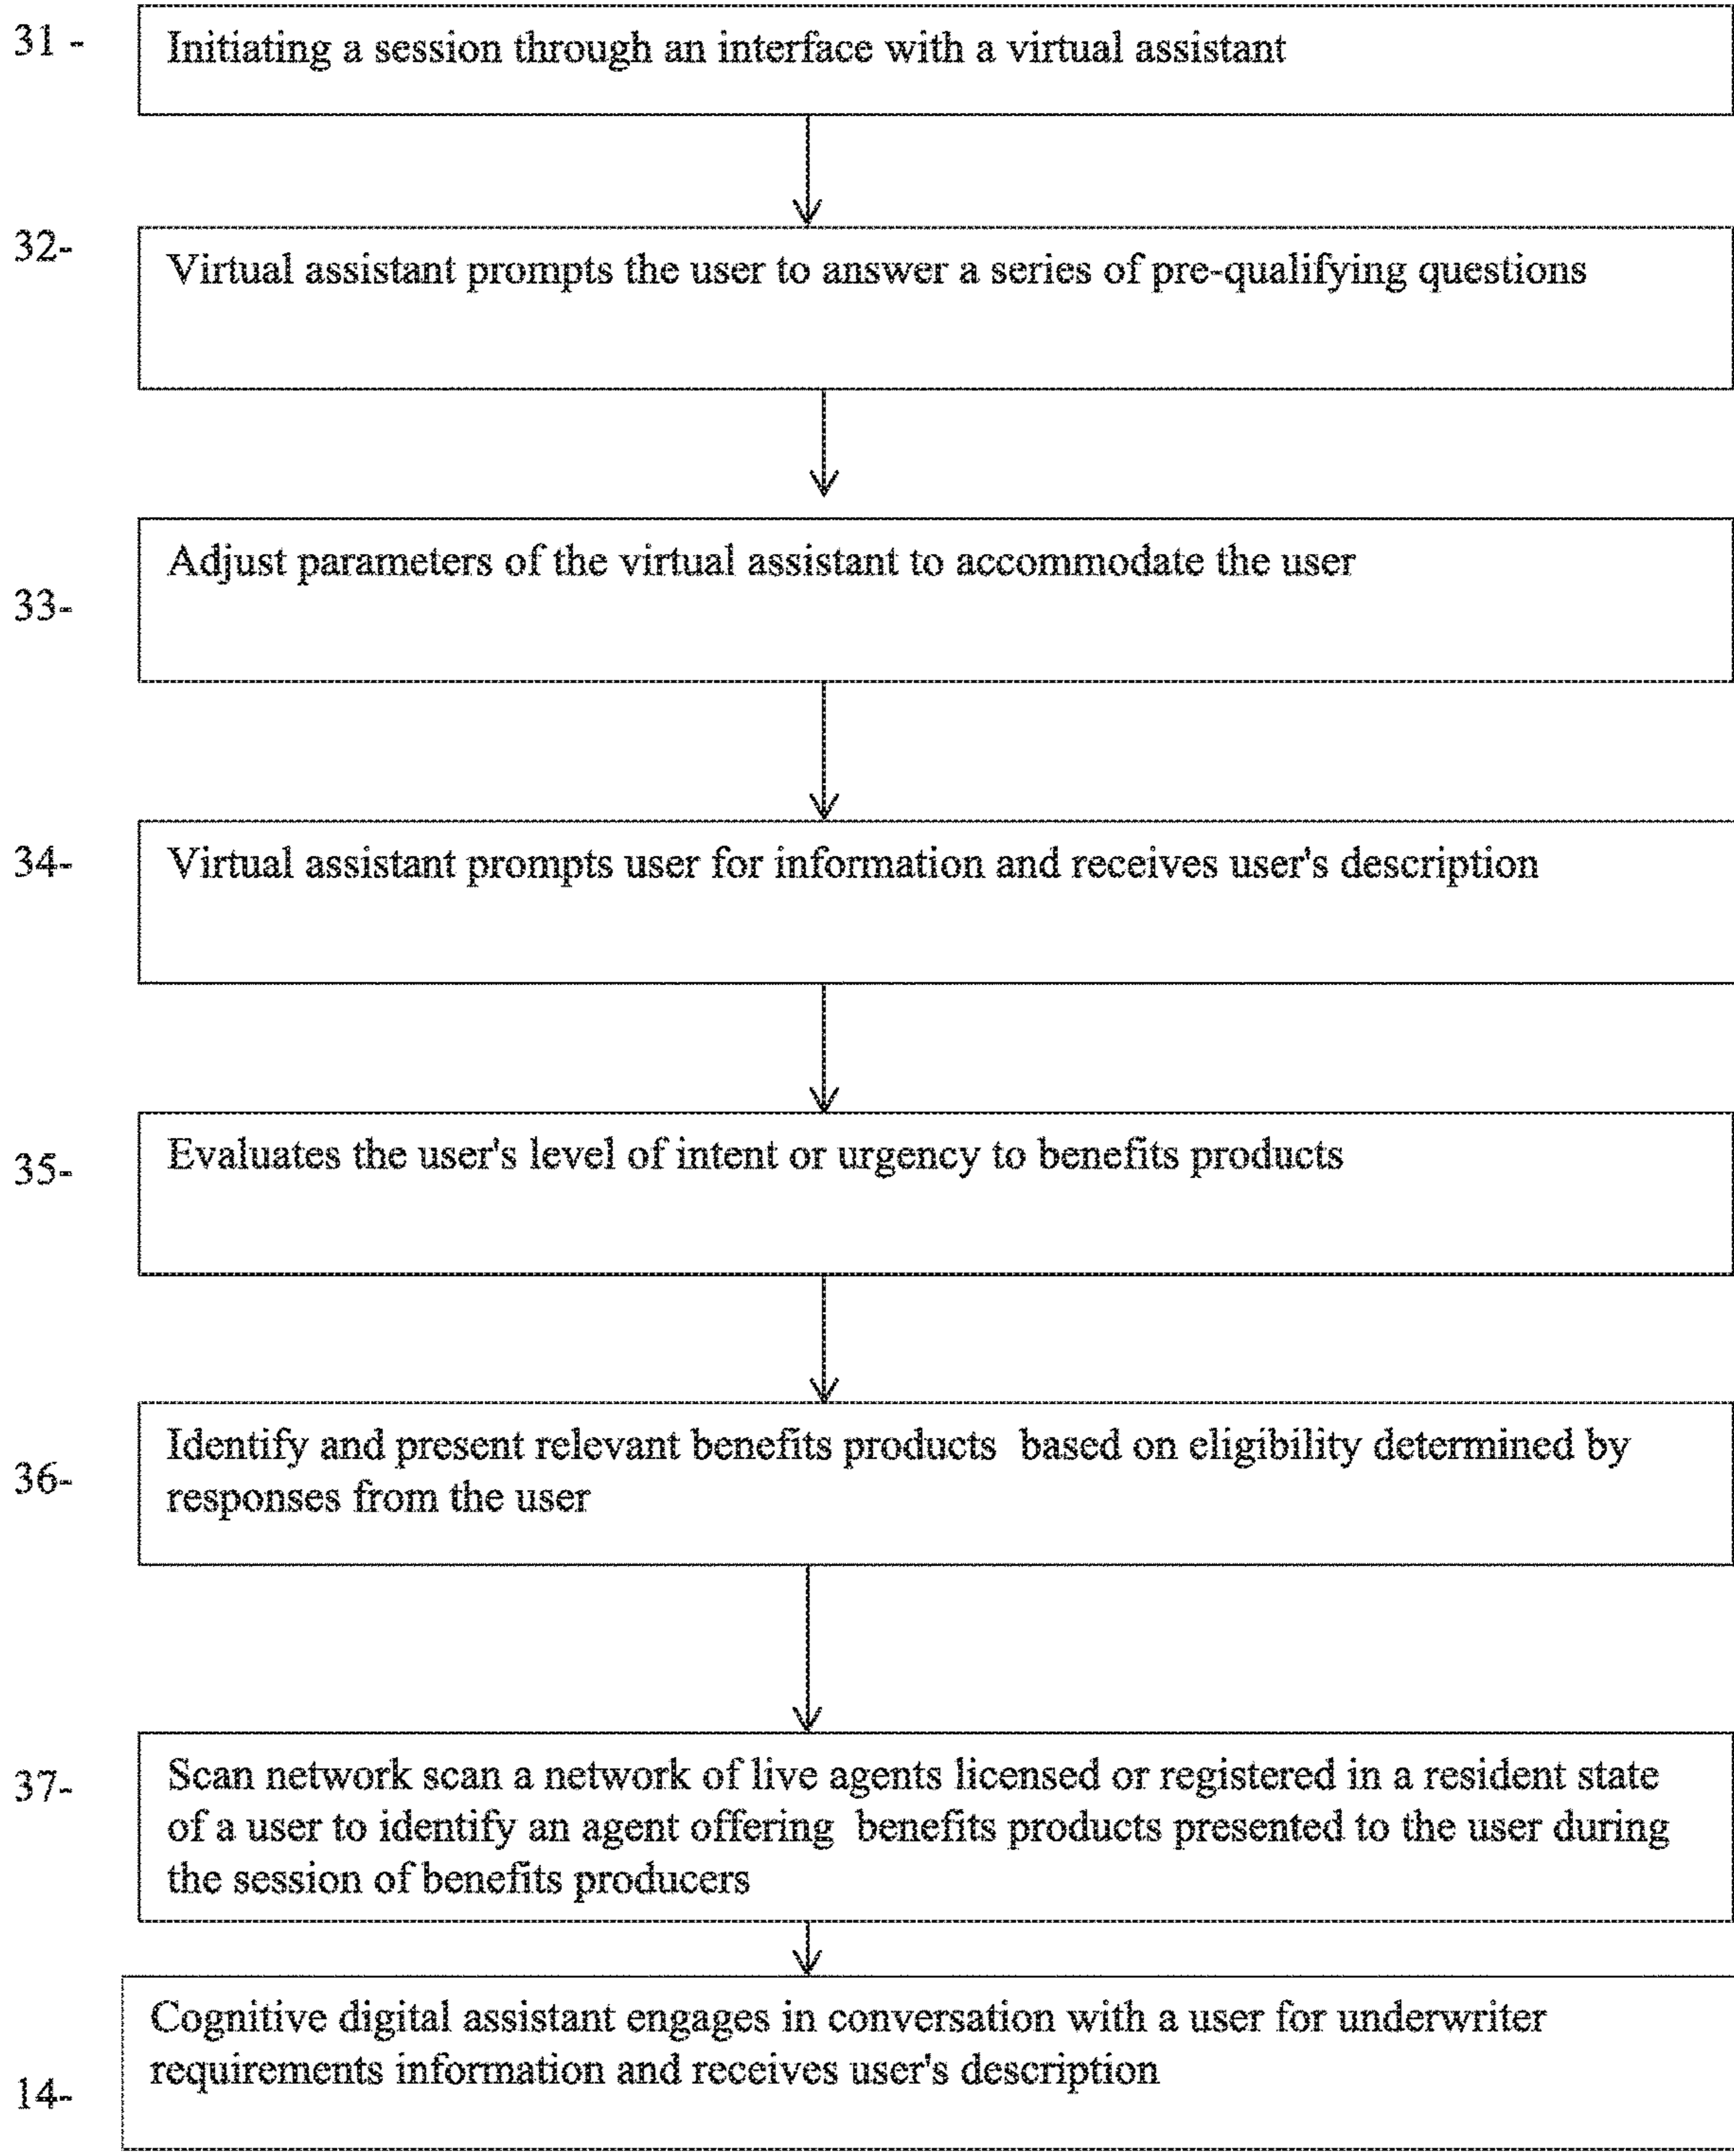 31 - Initiating a session through an interface with a virtual assistant
32- Virtual assistant prompts the user to answer a series of pre-qualifying questions
Adjust parameters of the virtual assistant to accommodate the user
33-
34- Virtual assistant prompts user for information and receives user's description
35- Evaluates the user's level of intent or urgency to benefits products
Identify and present relevant benefits products based on eligibility determined by
36- responses from the user
37- Scan network scan a network of live agents licensed or registered in a resident state
of a user to identify an agent offering benefits products presented to the user during
the session of benefits producers
Cognitive digital assistant engages in conversation with a user for underwriter
requirements information and receives user's description
14-